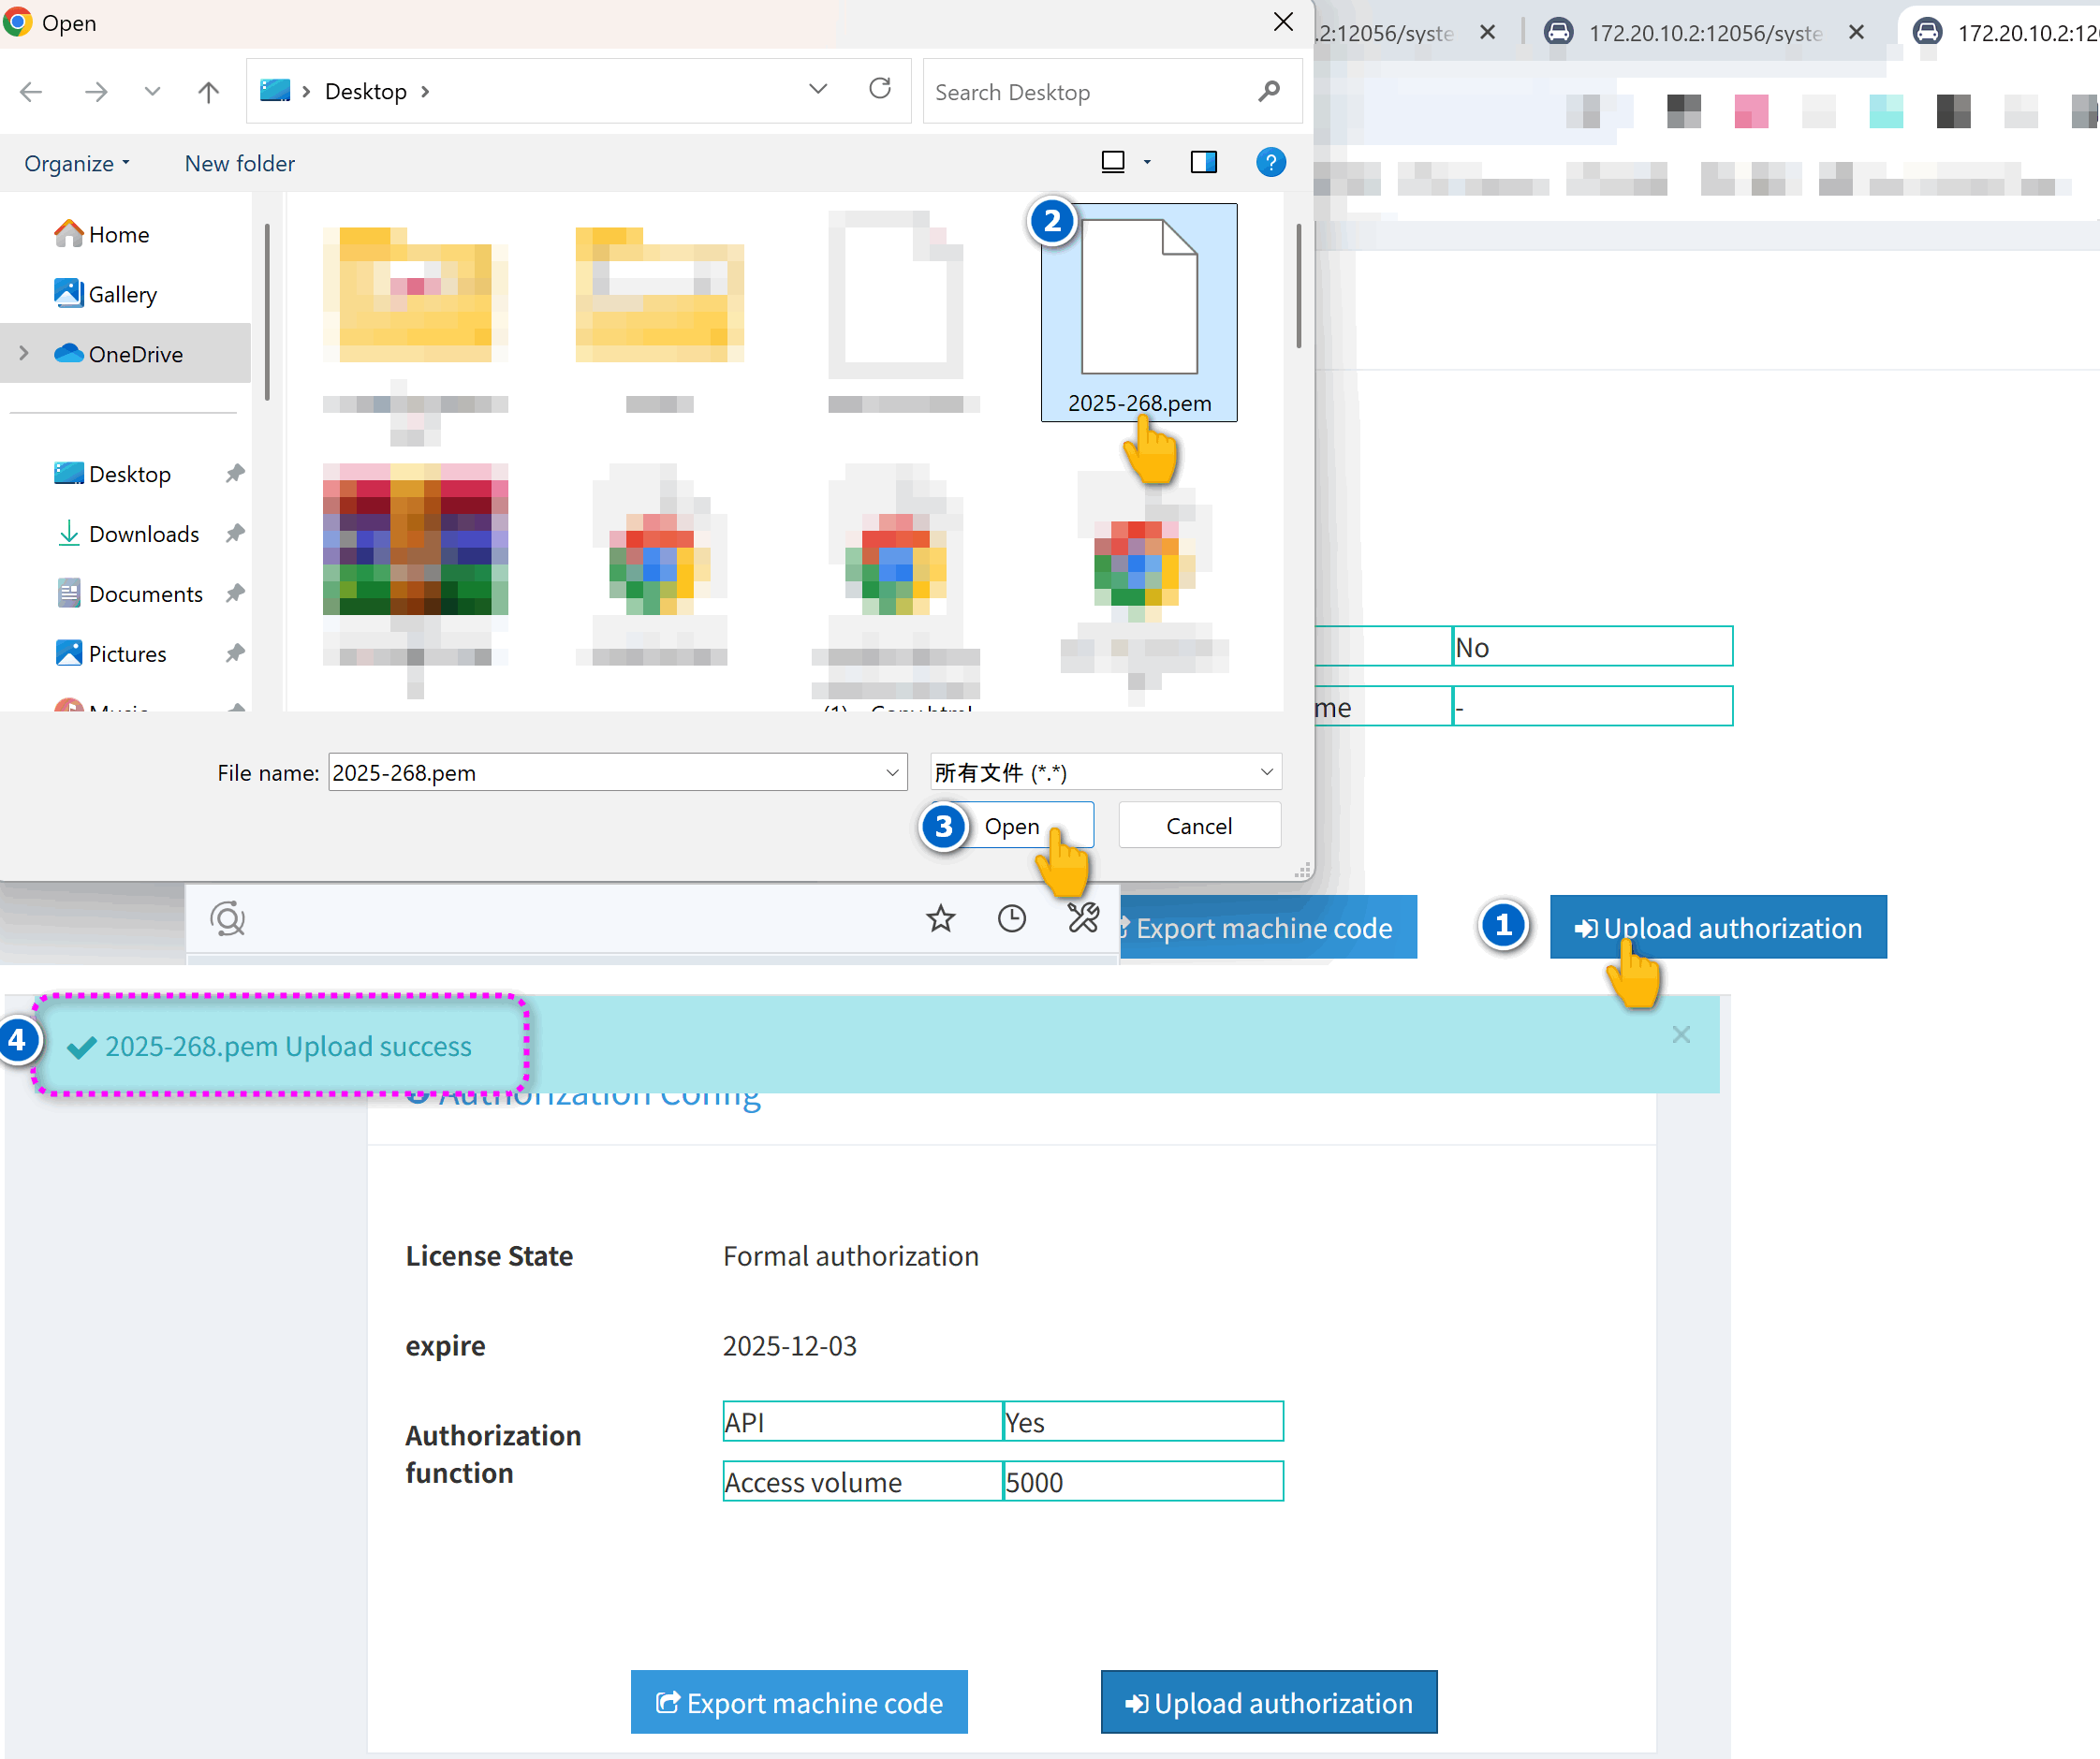 Open
.2:12056/syste
172.20.10.2:12056/syste
172.20.10.2:12
Desktop
Search Desktop
Organize
New folder
?
Home
Gallery
OneDrive
Desktop
Downloads
Documents
Pictures
Music
2
2025-268.pem
(1) - Copy.html
No
me
-
File name:
2025-268.pem
所有文件 (*.*)
3
Open
Cancel
Export machine code
1
Upload authorization
4
2025-268.pem Upload success
Authorization Config
License State
Formal authorization
expire
2025-12-03
Authorization function
API
Yes
Access volume
5000
Export machine code
Upload authorization